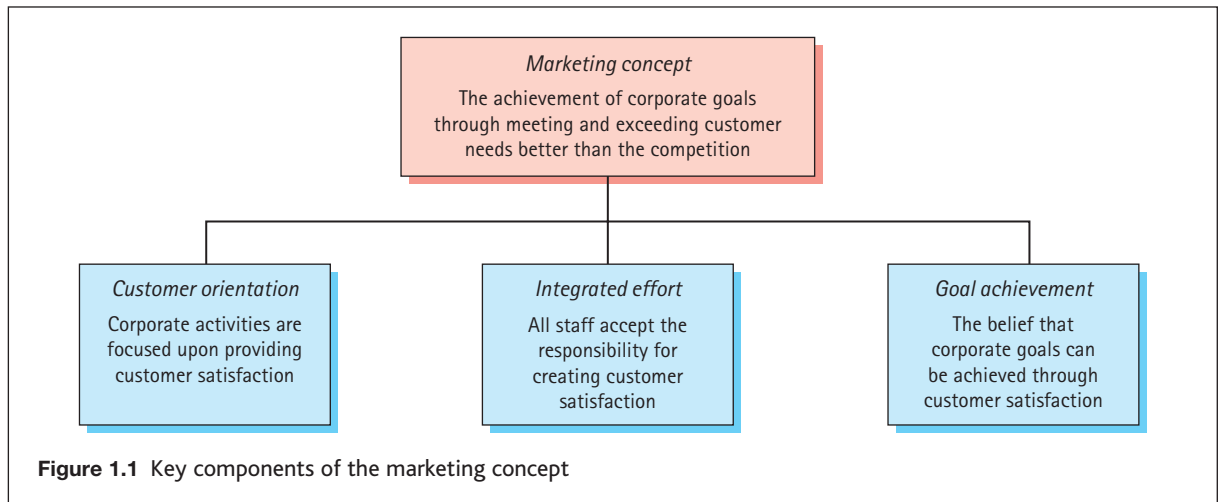 Marketing concept
The achievement of corporate goals
through meeting and exceeding customer
needs better than the competition
Customer orientation
Corporate activities are
focused upon providing
customer satisfaction
Integrated effort
All staff accept the
responsibility for
creating customer
satisfaction
Goal achievement
The belief that
corporate goals can
be achieved through
customer satisfaction
Figure 1.1 Key components of the marketing concept